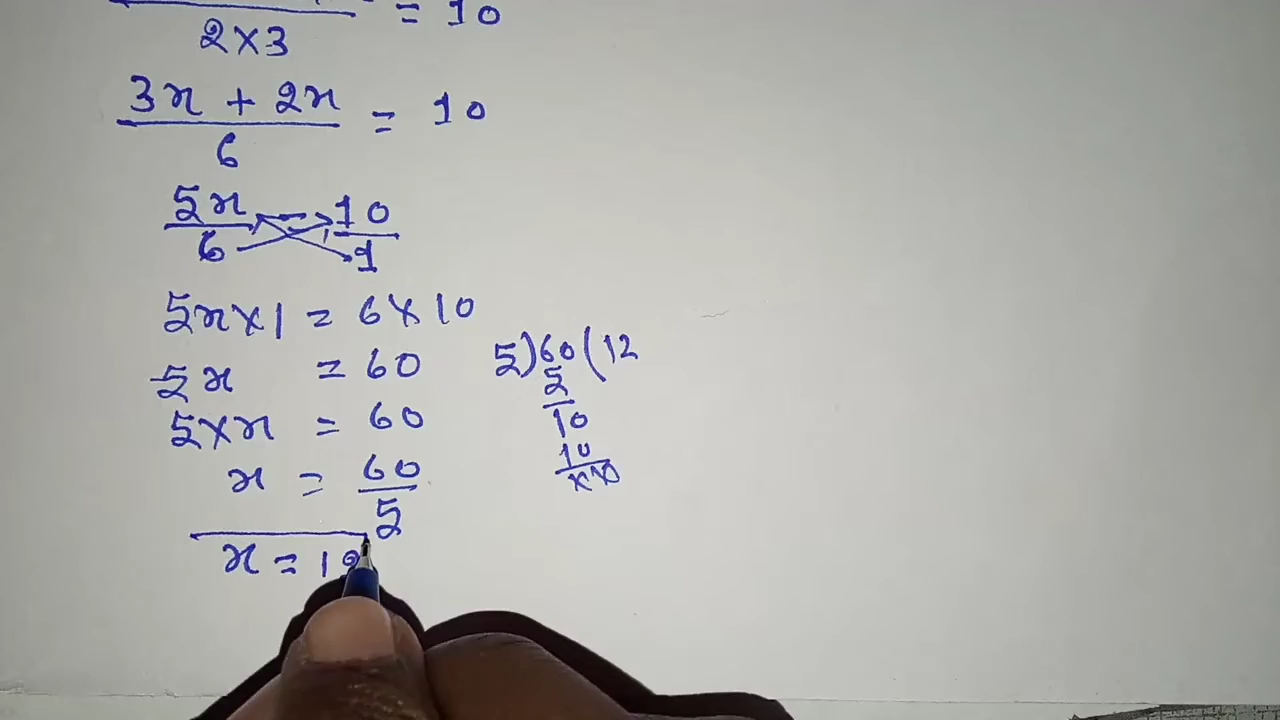 = 10
2×3
3x + 2x = 10
6
5x 10
6 1
5x×1 = 6×10
5x = 60
5×x = 60
x = 60
5
x = 12
5)60(12
5
10
10
××